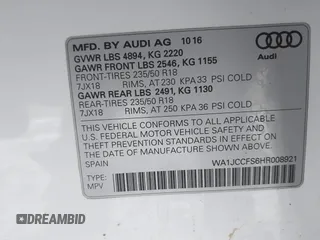 MFD. BY AUDI AG 10 16
GVWR LBS 4894, KG 2220
GAWR FRONT LBS 2546, KG 1155
FRONT-TIRES 235/50 R18
7JX18 RIMS, AT 230 KPA33 PSI COLD
GAWR REAR LBS 2491, KG 1130
REAR-TIRES 235/50 R18
7JX18 RIMS, AT 250 KPA 36 PSI COLD
Audi
THIS VEHICLE CONFORMS TO ALL APPLICABLE
U.S. FEDERAL MOTOR VEHICLE SAFETY AND
THEFT PREVENTION STANDARDS IN EFFECT ON THE
DATE OF MANUFACTURE SHOWN ABOVE.
SPAIN
WA1JCCFS6HR008921
TYPE:
MPV
DREAMBID